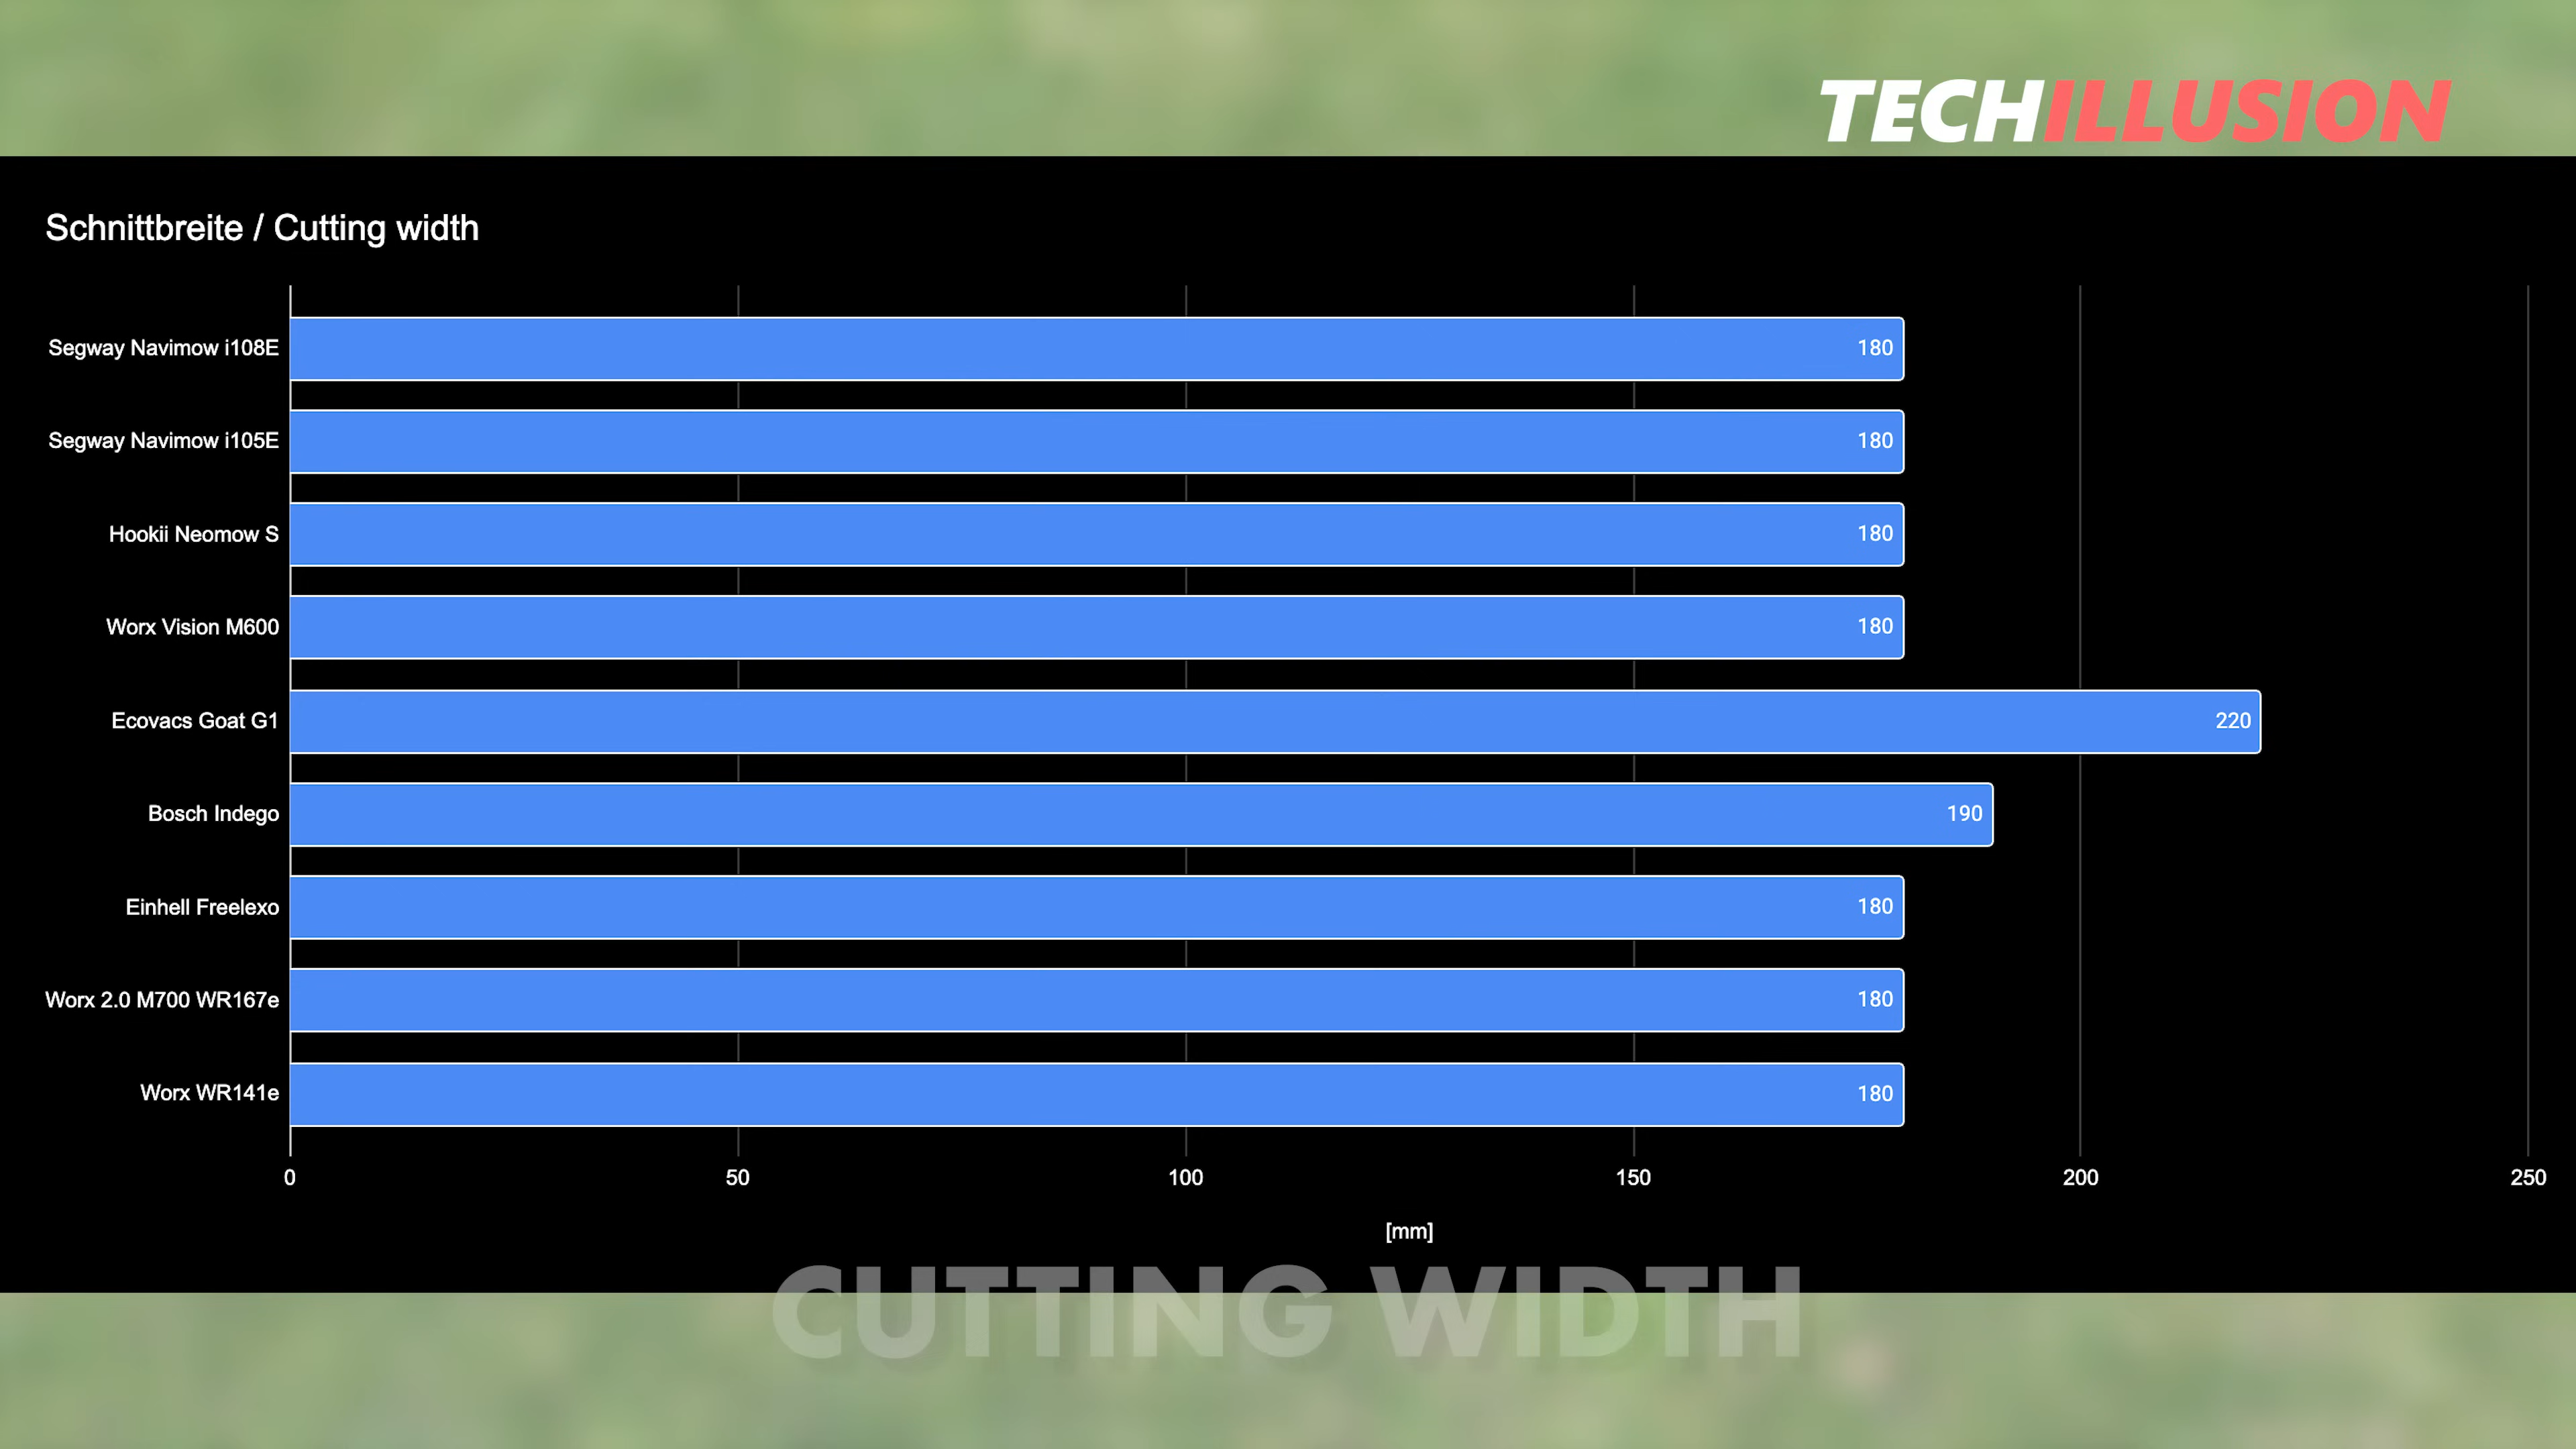 TECHILLUSION
Schnittbreite / Cutting width
Segway Navimow i108E 180
Segway Navimow i105E 180
Hookii Neomow S 180
Worx Vision M600 180
Ecovacs Goat G1 220
Bosch Indego 190
Einhell Freelexo 180
Worx 2.0 M700 WR167e 180
Worx WR141e 180
0 50 100 150 200 250
[mm]
CUTTING WIDTH